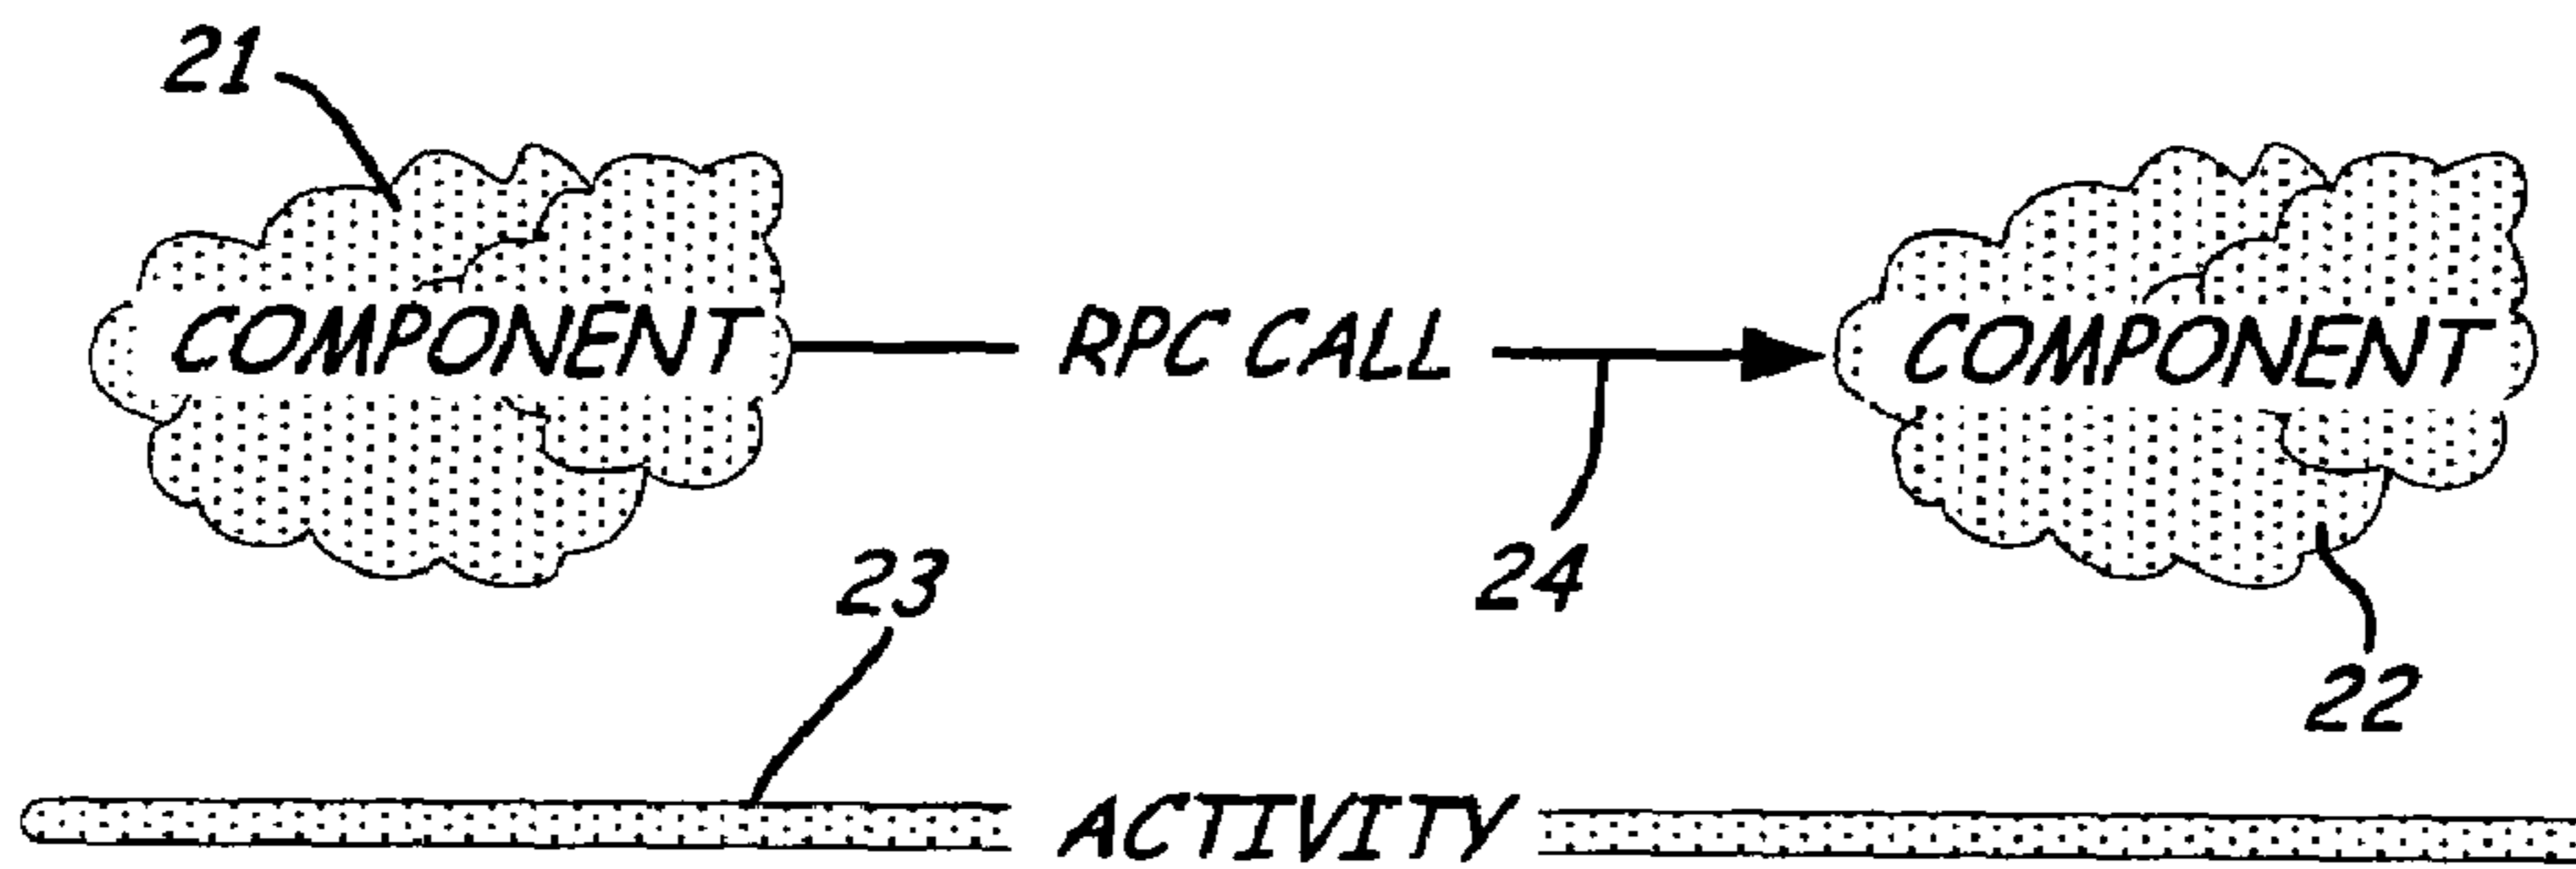 21
COMPONENT RPC CALL COMPONENT
23
24
22
ACTIVITY